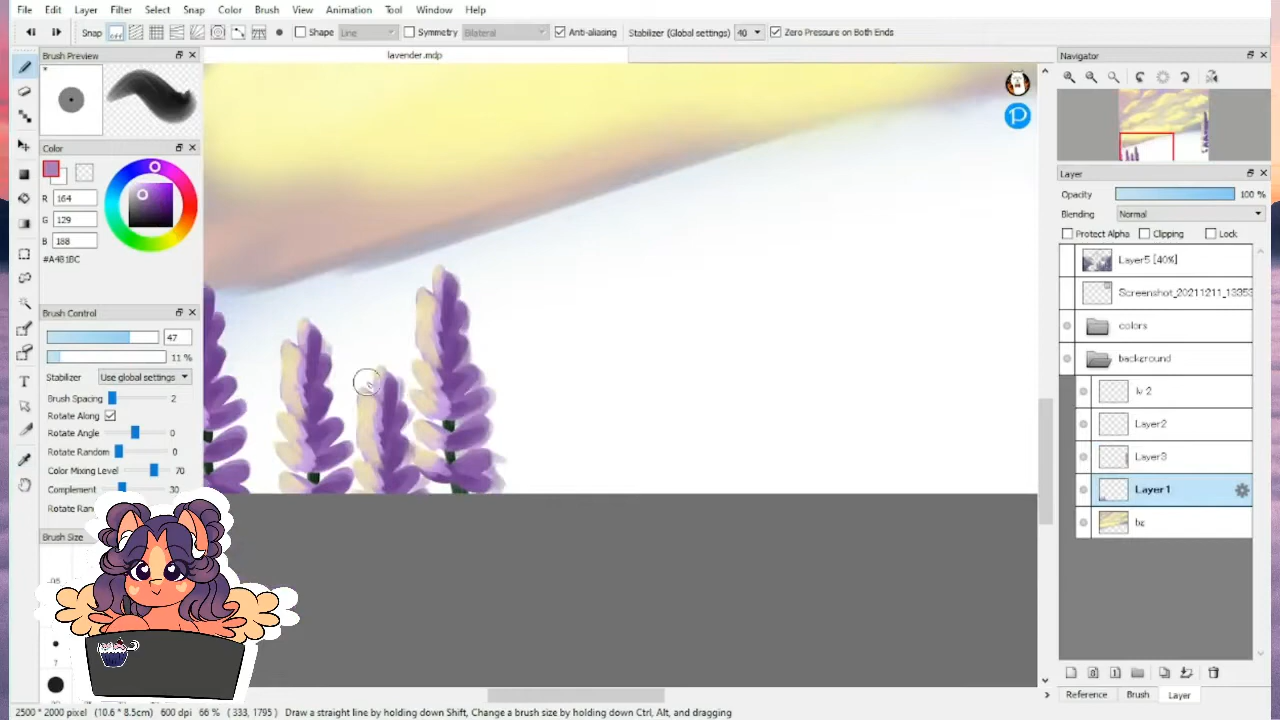 File Edit Layer Filter Select Snap Color Brush View Animation Tool Window Help
Snap off Shape Line Symmetry Bilateral Anti-aliasing Stabilizer (Global settings) 40 Zero Pressure on Both Ends
Brush Preview
lavender.mdp
Navigator
Color
R 164
G 129
B 188
#A481BC
Layer
Opacity 100 %
Blending Normal
Protect Alpha Clipping Lock
Layer5 [40%]
Screenshot_20211211_13353
colors
background
Layer2
Layer3
Layer1
Brush Control
47
11 %
Stabilizer Use global settings
Brush Spacing 2
Rotate Along
Rotate Angle 0
Rotate Random 0
Color Mixing Level 70
Complement 30
Brush Size
7
Reference Brush Layer
2500 * 2000 pixel (10.6 * 8.5cm) 600 dpi 66 % ( 333, 1795) Draw a straight line by holding down Shift, Change a brush size by holding down Ctrl, Alt, and dragging